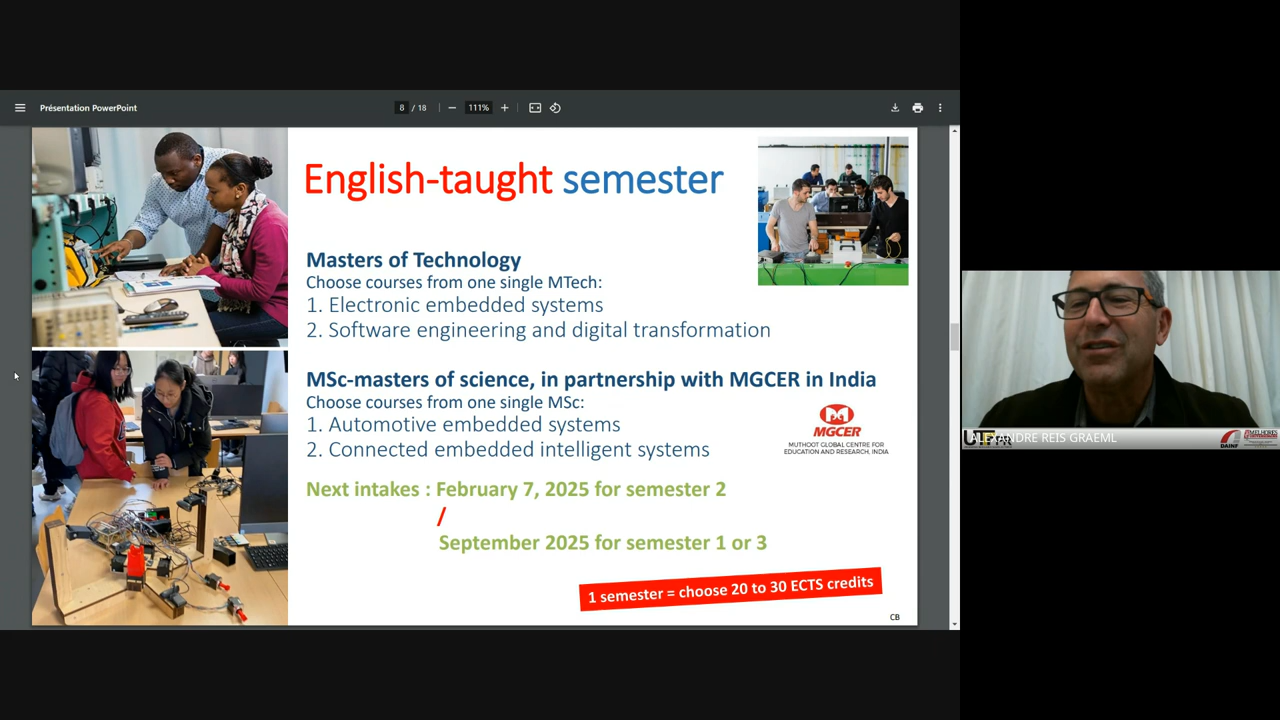 Présentation PowerPoint
8 / 18
111%
English-taught semester
Masters of Technology
Choose courses from one single MTech:
1. Electronic embedded systems
2. Software engineering and digital transformation
MSc-masters of science, in partnership with MGCER in India
Choose courses from one single MSc:
1. Automotive embedded systems
2. Connected embedded intelligent systems
MGCER
MUTHOOT GLOBAL CENTRE FOR
EDUCATION AND RESEARCH, INDIA
Next intakes : February 7, 2025 for semester 2
/
September 2025 for semester 1 or 3
1 semester = choose 20 to 30 ECTS credits
CB
ALEXANDRE REIS GRAEML
DAINF